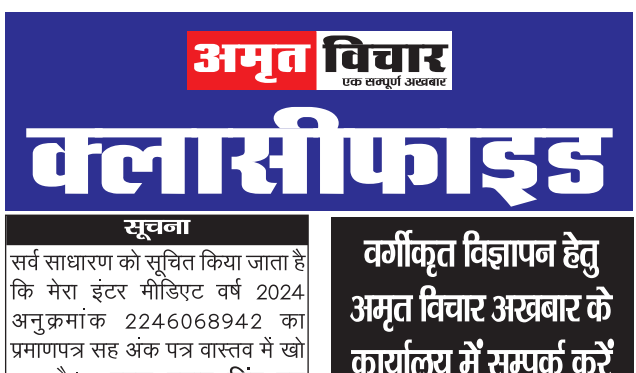 अमृत विचार
एक सम्पूर्ण अखबार
क्लासीफाइड
सूचना
सर्व साधारण को सूचित किया जाता है
कि मेरा इंटर मीडिएट वर्ष 2024
अनुक्रमांक 2246068942 का
प्रमाणपत्र सह अंक पत्र वास्तव में खो
वर्गीकृत विज्ञापन हेतु
अमृत विचार अखबार के
कार्यालय में सम्पर्क करें